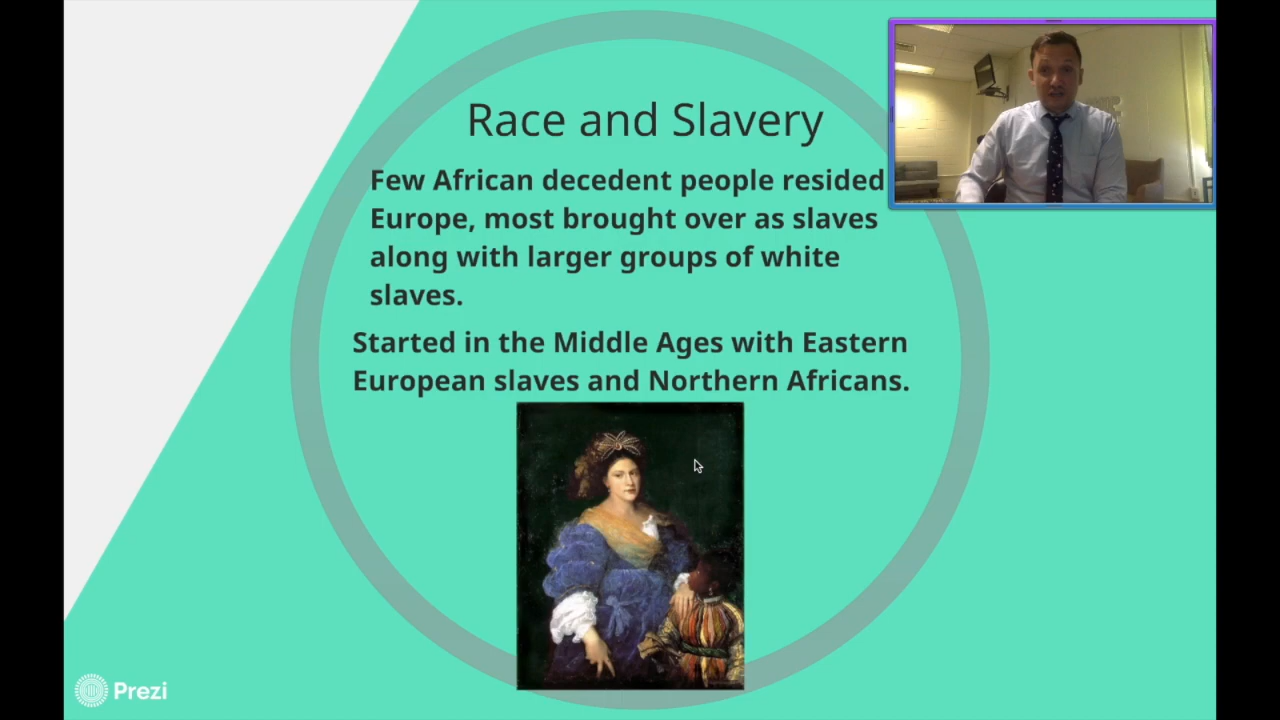 Race and Slavery
Few African decedent people resided
Europe, most brought over as slaves
along with larger groups of white
slaves.
Started in the Middle Ages with Eastern
European slaves and Northern Africans.
Prezi